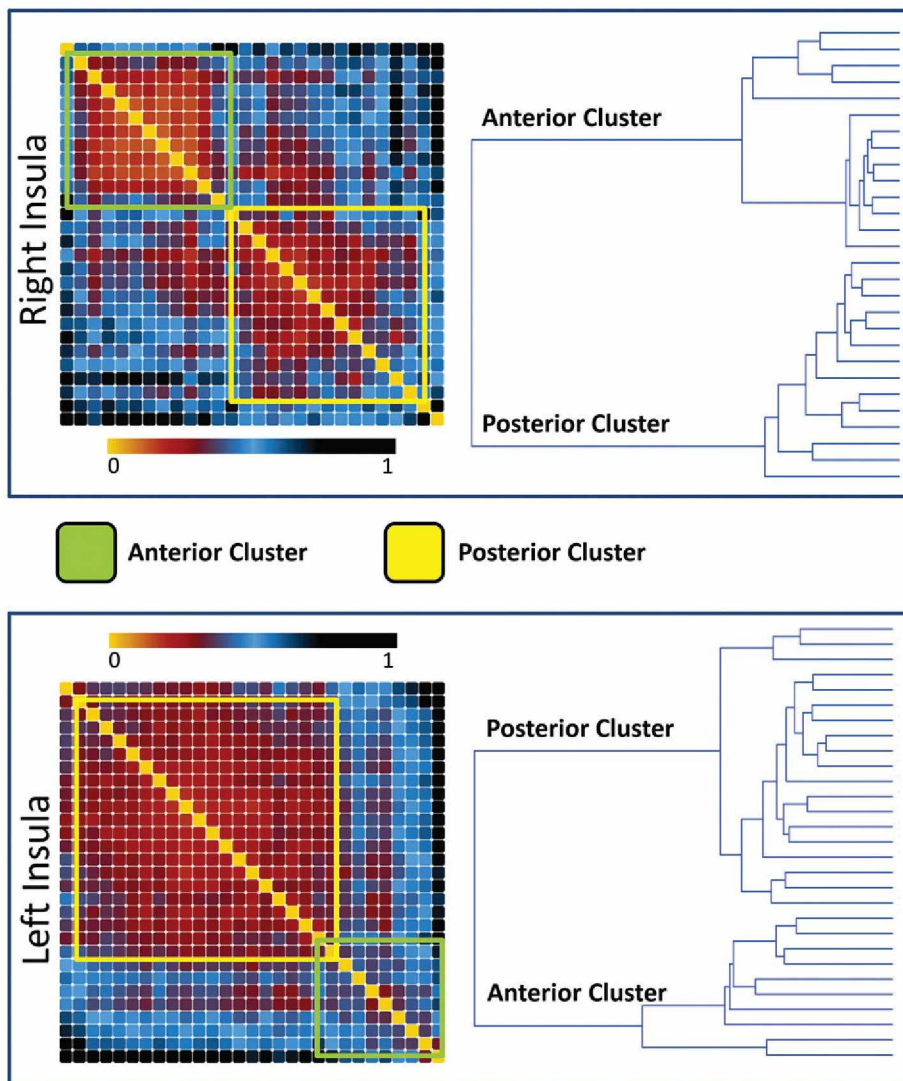 Right Insula
Anterior Cluster
Posterior Cluster
0 1
Anterior Cluster Posterior Cluster
0 1
Left Insula
Posterior Cluster
Anterior Cluster